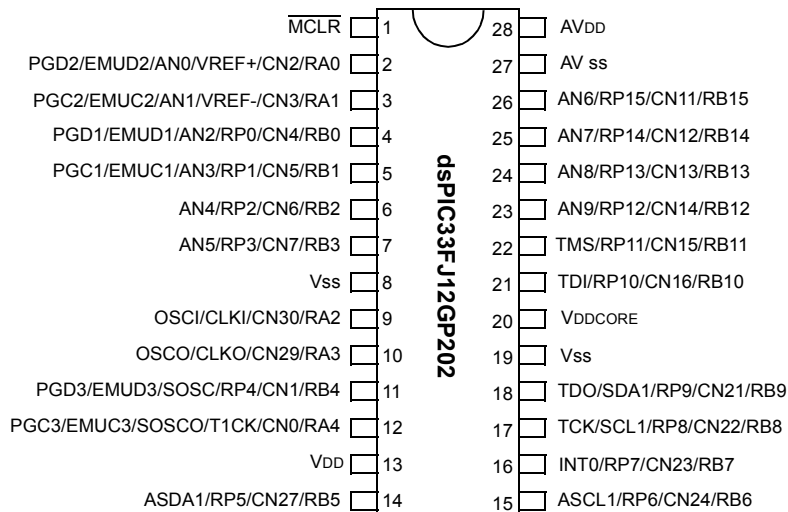 MCLR 1 28 AVDD
PGD2/EMUD2/AN0/VREF+/CN2/RA0 2 27 AV ss
PGC2/EMUC2/AN1/VREF-/CN3/RA1 3 26 AN6/RP15/CN11/RB15
PGD1/EMUD1/AN2/RP0/CN4/RB0 4 25 AN7/RP14/CN12/RB14
PGC1/EMUC1/AN3/RP1/CN5/RB1 5 24 AN8/RP13/CN13/RB13
AN4/RP2/CN6/RB2 6 23 AN9/RP12/CN14/RB12
AN5/RP3/CN7/RB3 7 22 TMS/RP11/CN15/RB11
Vss 8 21 TDI/RP10/CN16/RB10
OSCI/CLKI/CN30/RA2 9 20 VDDCORE
OSCO/CLKO/CN29/RA3 10 19 Vss
PGD3/EMUD3/SOSC/RP4/CN1/RB4 11 18 TDO/SDA1/RP9/CN21/RB9
PGC3/EMUC3/SOSCO/T1CK/CN0/RA4 12 17 TCK/SCL1/RP8/CN22/RB8
VDD 13 16 INT0/RP7/CN23/RB7
ASDA1/RP5/CN27/RB5 14 15 ASCL1/RP6/CN24/RB6
dsPIC33FJ12GP202